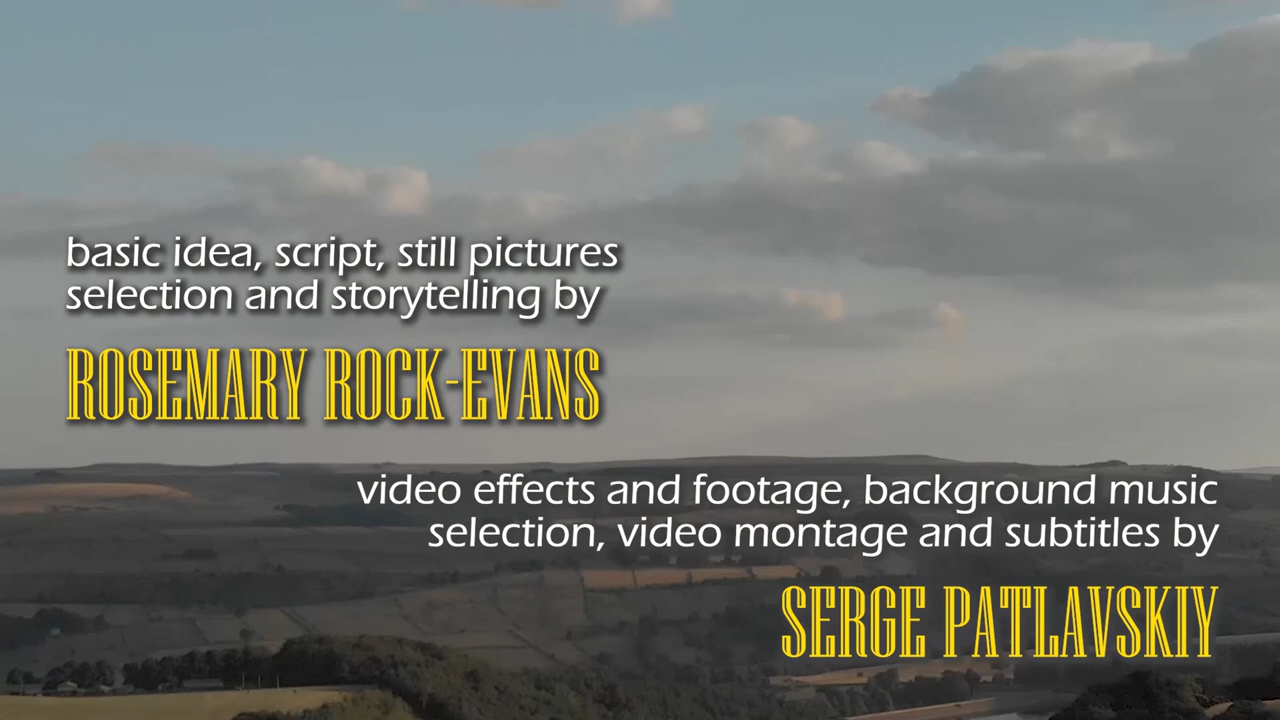 basic idea, script, still pictures
selection and storytelling by
ROSEMARY ROCK-EVANS
video effects and footage, background music
selection, video montage and subtitles by
SERGE PATLAVSKIY